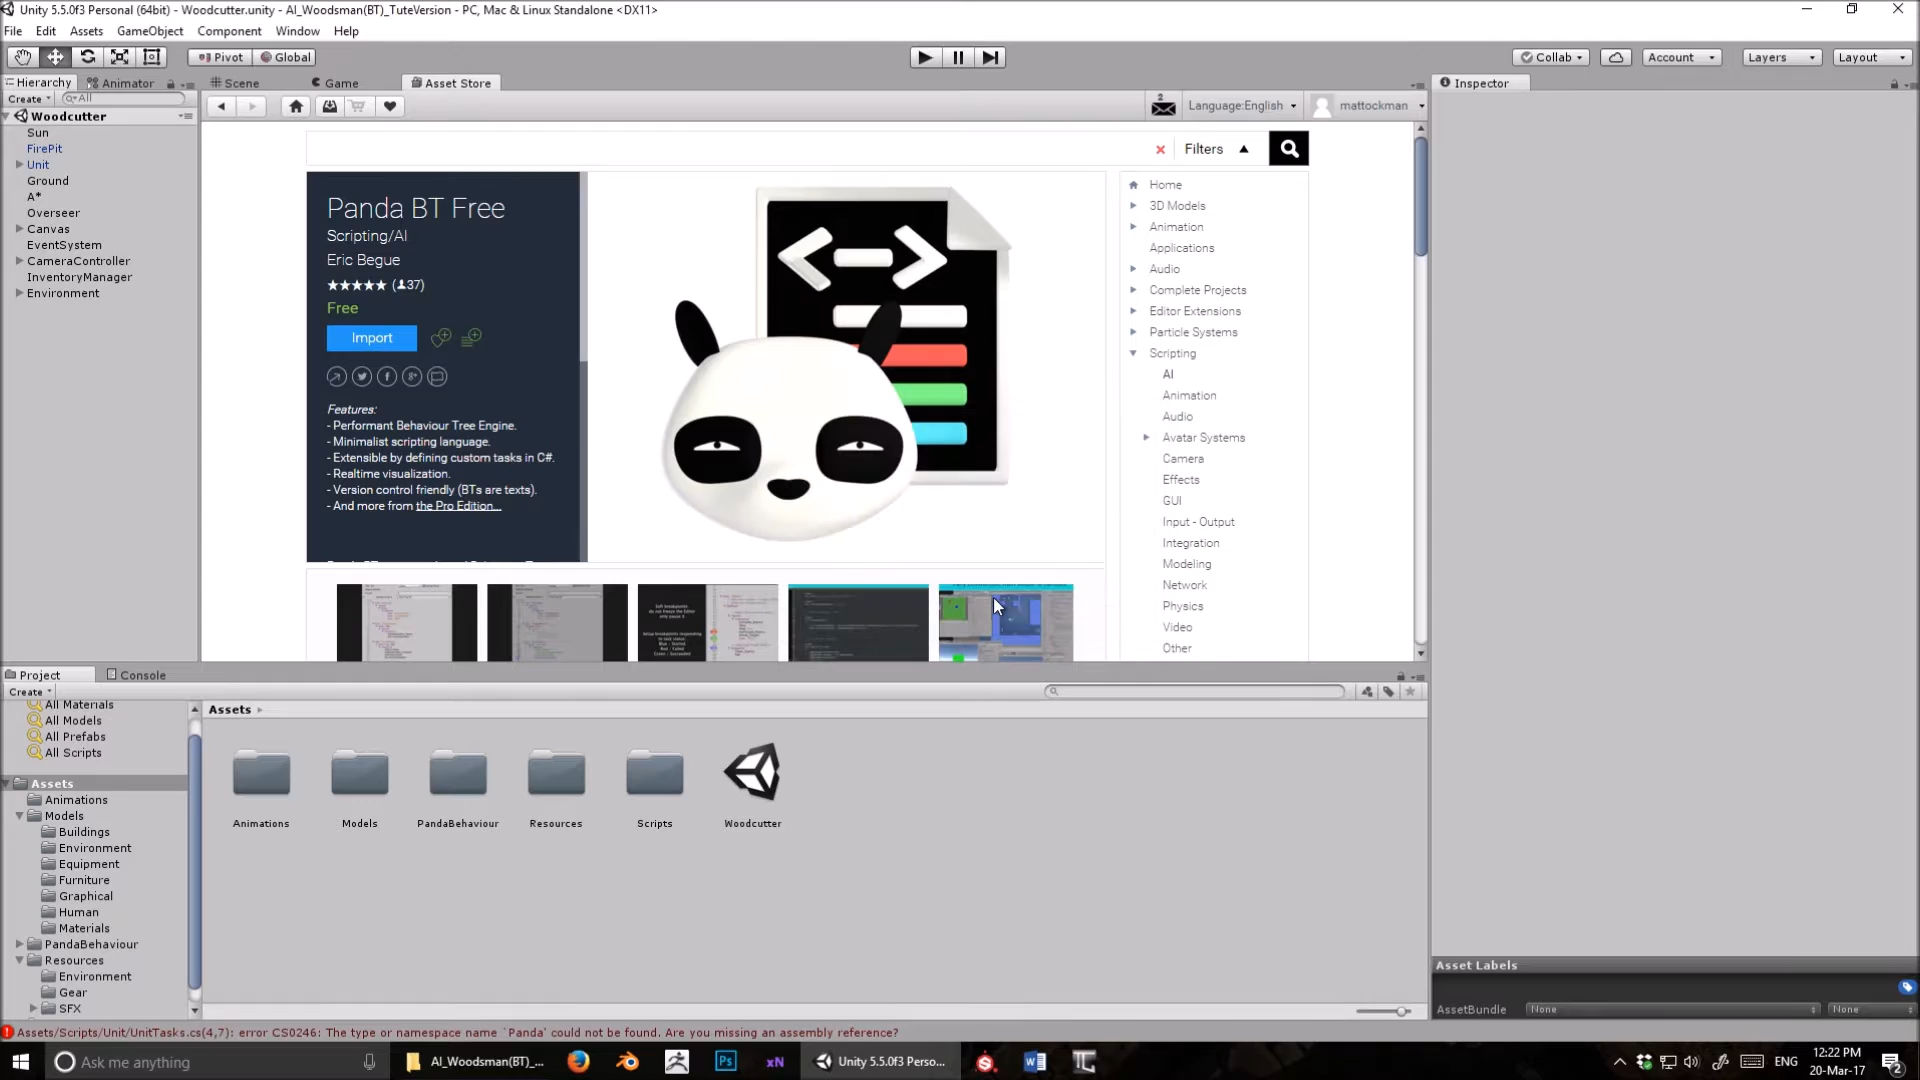 Unity 5.5.0f3 Personal (64bit) - Woodcutter.unity - AI_Woodsman(BT)_TuteVersion - PC, Mac & Linux Standalone <DX11>
File Edit Assets GameObject Component Window Help
Pivot Global Collab Account Layers Layout
Hierarchy Animator Scene Game Asset Store Inspector
Create All
Language:English mattockman
2
Woodcutter
Sun
FirePit
Unit
Ground
A*
Overseer
Canvas
EventSystem
CameraController
InventoryManager
Environment
Filters
Panda BT Free
Scripting/AI
Eric Begue
(37)
Free
Import
Features:
- Performant Behaviour Tree Engine.
- Minimalist scripting language.
- Extensible by defining custom tasks in C#.
- Realtime visualization.
- Version control friendly (BTs are texts).
- And more from the Pro Edition...
Home
3D Models
Animation
Applications
Audio
Complete Projects
Editor Extensions
Particle Systems
Scripting
AI
Animation
Audio
Avatar Systems
Camera
Effects
GUI
Input - Output
Integration
Modeling
Network
Physics
Video
Other
Project Console
Create
All Materials
All Models
All Prefabs
All Scripts
Assets
Animations
Models
Buildings
Environment
Equipment
Furniture
Graphical
Human
Materials
PandaBehaviour
Resources
Environment
Gear
SFX
Assets
Animations Models PandaBehaviour Resources Scripts Woodcutter
Asset Labels
AssetBundle None None
Assets/Scripts/Unit/UnitTasks.cs(4,7): error CS0246: The type or namespace name `Panda' could not be found. Are you missing an assembly reference?
Ask me anything AI_Woodsman(BT)_... Ps xN Unity 5.5.0f3 Perso... ENG 12:22 PM
20-Mar-17 2